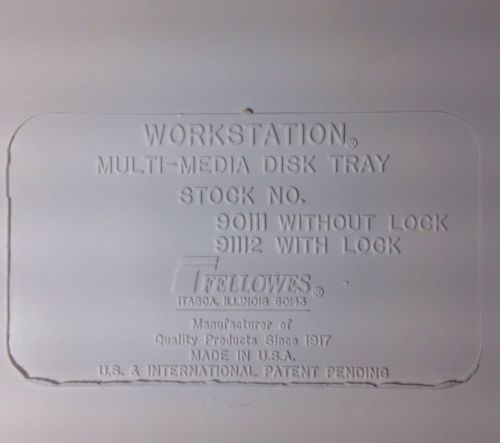 WORKSTATION®
MULTI-MEDIA DISK TRAY
STOCK NO.
90111 WITHOUT LOCK
91112 WITH LOCK
FELLOWES®
ITASCA, ILLINOIS 60143
Manufacturer of
Quality Products Since 1917
MADE IN U.S.A.
U.S. & INTERNATIONAL PATENT PENDING